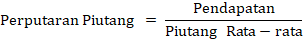 Perputaran Piutang = Pendapatan / Piutang Rata − rata